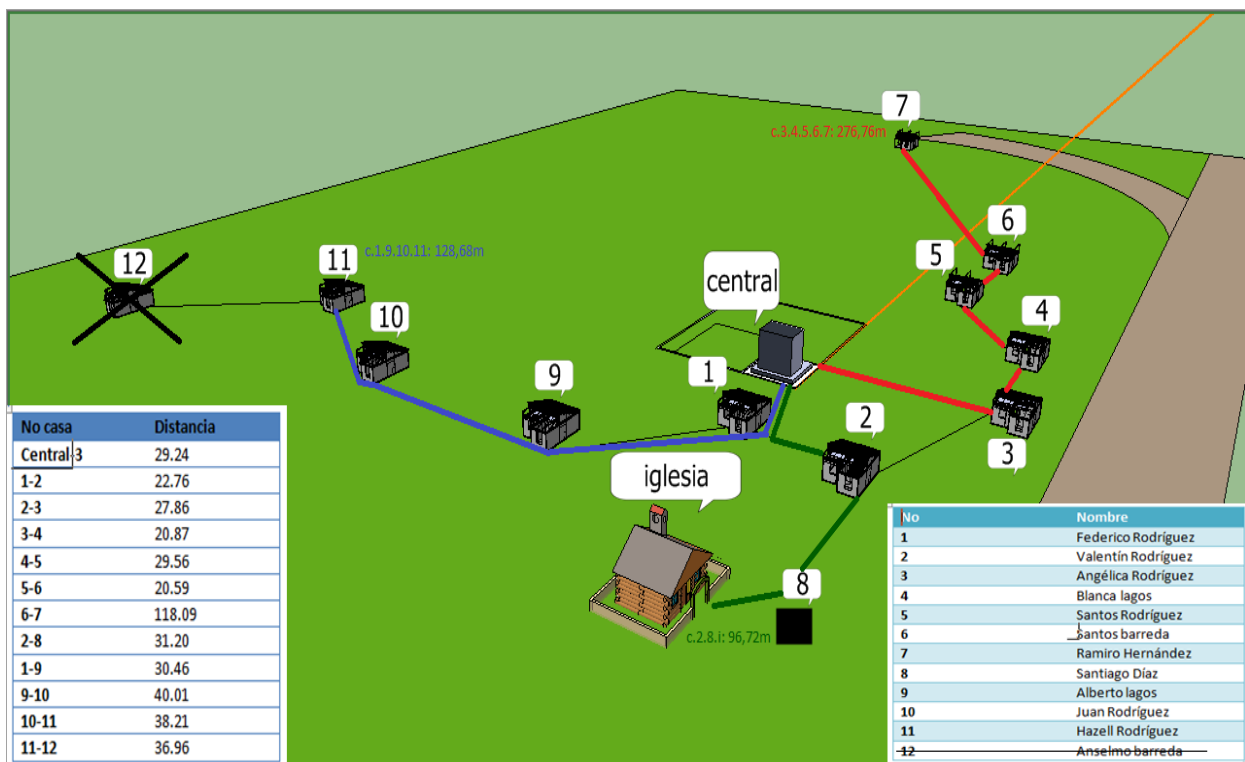 7
c.3.4.5.6.7: 276,76m
6
12
11
c.1.9.10.11: 128,68m
5
central
10
4
9
1
2
3
iglesia
8
c.2.8.i: 96,72m
No casa Distancia
Central-3 29.24
1-2 22.76
2-3 27.86
3-4 20.87
4-5 29.56
5-6 20.59
6-7 118.09
2-8 31.20
1-9 30.46
9-10 40.01
10-11 38.21
11-12 36.96
No Nombre
1 Federico Rodríguez
2 Valentín Rodríguez
3 Angélica Rodríguez
4 Blanca lagos
5 Santos Rodríguez
6 Santos barreda
7 Ramiro Hernández
8 Santiago Díaz
9 Alberto lagos
10 Juan Rodríguez
11 Hazell Rodríguez
12 Anselmo barreda